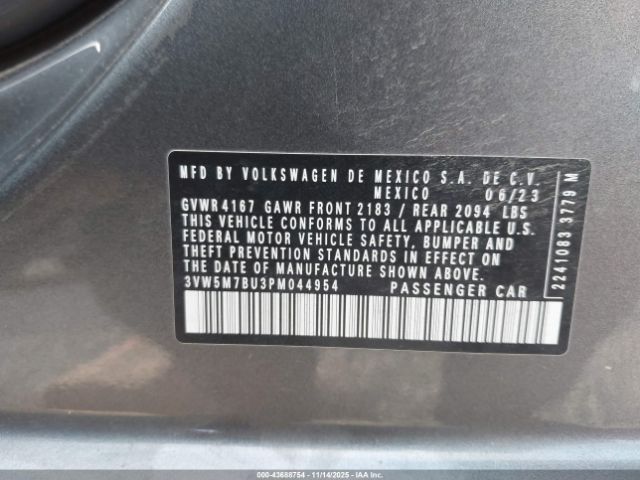 MFD BY VOLKSWAGEN DE MEXICO S.A. DE C.V.
MEXICO 06/23
GVWR 4167 GAWR FRONT 2183 / REAR 2094 LBS
THIS VEHICLE CONFORMS TO ALL APPLICABLE U.S.
FEDERAL MOTOR VEHICLE SAFETY, BUMPER AND
THEFT PREVENTION STANDARDS IN EFFECT ON
THE DATE OF MANUFACTURE SHOWN ABOVE.
3VW5M7BU3PM044954 PASSENGER CAR
2241083 3779 M
000-43688754 - 11/14/2025 - IAAI.CA